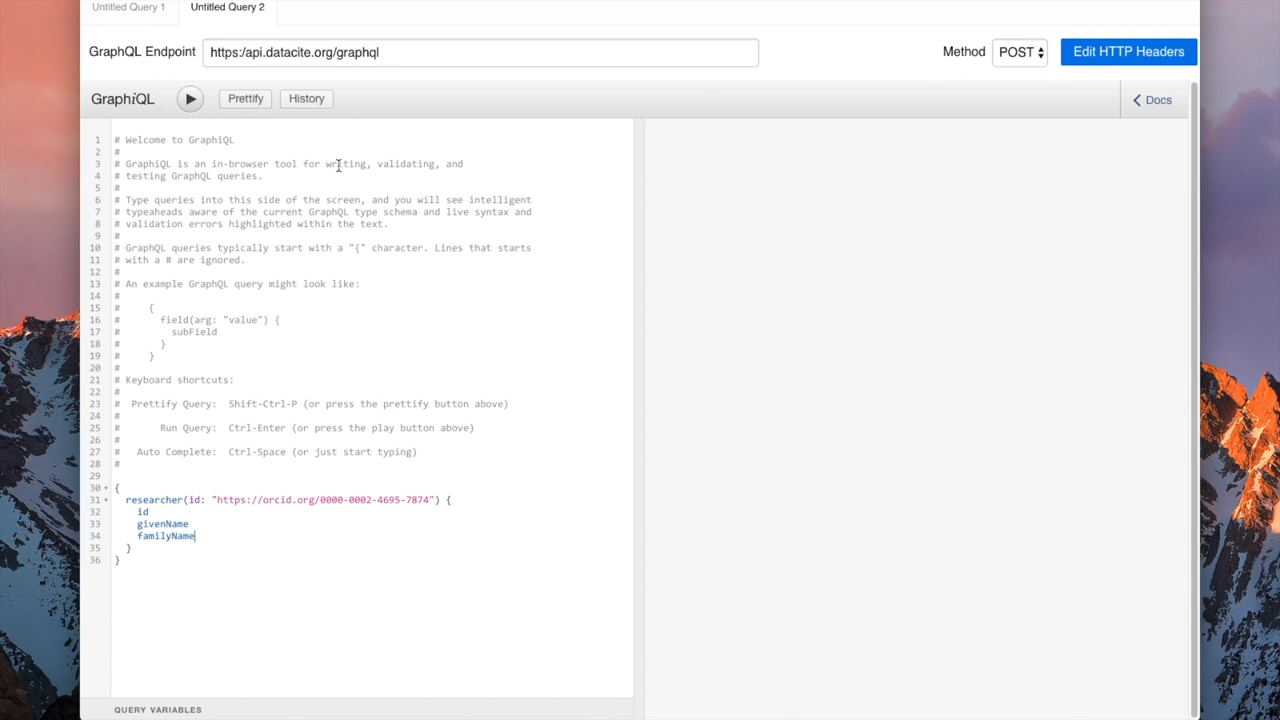 Untitled Query 1 Untitled Query 2
GraphQL Endpoint https:/api.datacite.org/graphql Method POST Edit HTTP Headers
GraphiQL Prettify History Docs
1 # Welcome to GraphiQL
2 #
3 # GraphiQL is an in-browser tool for writing, validating, and
4 # testing GraphQL queries.
5 #
6 # Type queries into this side of the screen, and you will see intelligent
7 # typeaheads aware of the current GraphQL type schema and live syntax and
8 # validation errors highlighted within the text.
9 #
10 # GraphQL queries typically start with a "{" character. Lines that starts
11 # with a # are ignored.
12 #
13 # An example GraphQL query might look like:
14 #
15 #     {
16 #       field(arg: "value") {
17 #         subField
18 #       }
19 #     }
20 #
21 # Keyboard shortcuts:
22 #
23 #  Prettify Query:  Shift-Ctrl-P (or press the prettify button above)
24 #
25 #       Run Query:  Ctrl-Enter (or press the play button above)
26 #
27 #   Auto Complete:  Ctrl-Space (or just start typing)
28 #
29
30 {
31   researcher(id: "https://orcid.org/0000-0002-4695-7874") {
32     id
33     givenName
34     familyName
35   }
36 }
QUERY VARIABLES